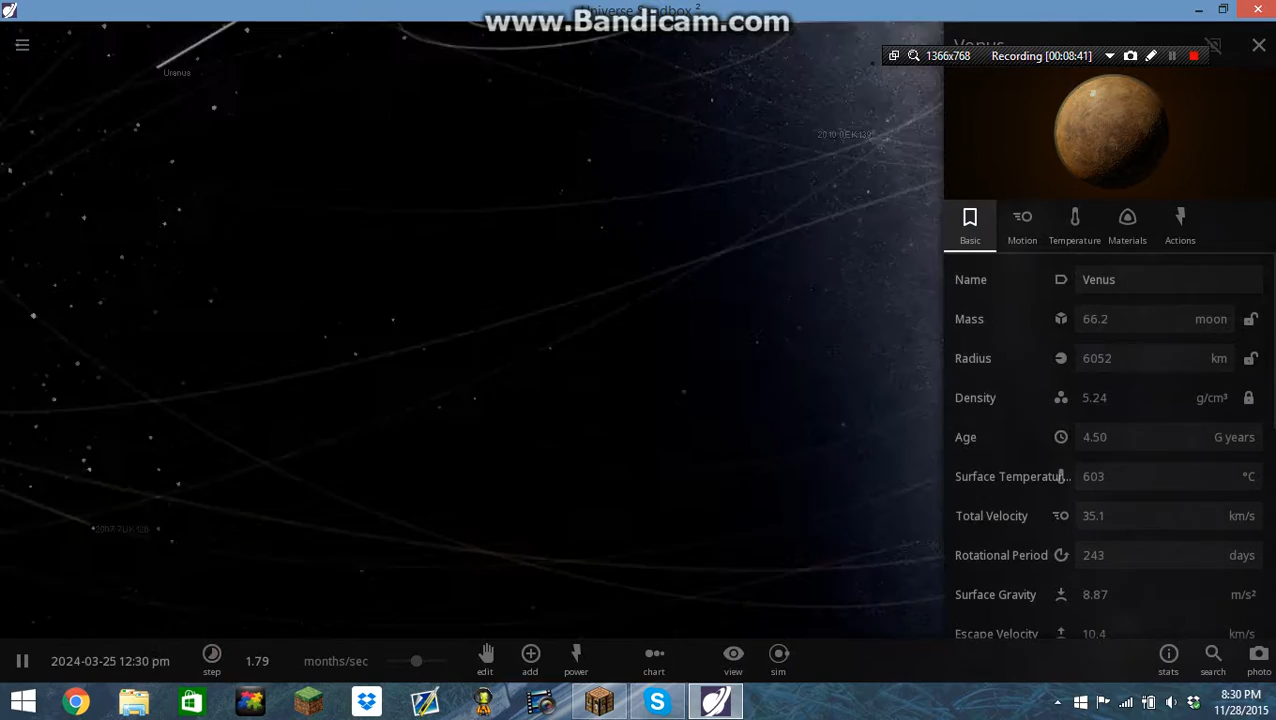 Universe Sandbox ²
www.Bandicam.com
Uranus
Venus
1366x768
Recording [00:08:41]
Basic
Motion
Temperature
Materials
Actions
Name
Venus
Mass
66.2
moon
Radius
6052
km
Density
5.24
g/cm³
Age
4.50
G years
Surface Temperatur...
603
°C
Total Velocity
35.1
km/s
Rotational Period
243
days
Surface Gravity
8.87
m/s²
Escape Velocity
10.4
km/s
2024-03-25 12:30 pm
step
1.79
months/sec
edit
add
power
chart
view
sim
stats
search
photo
8:30 PM
11/28/2015